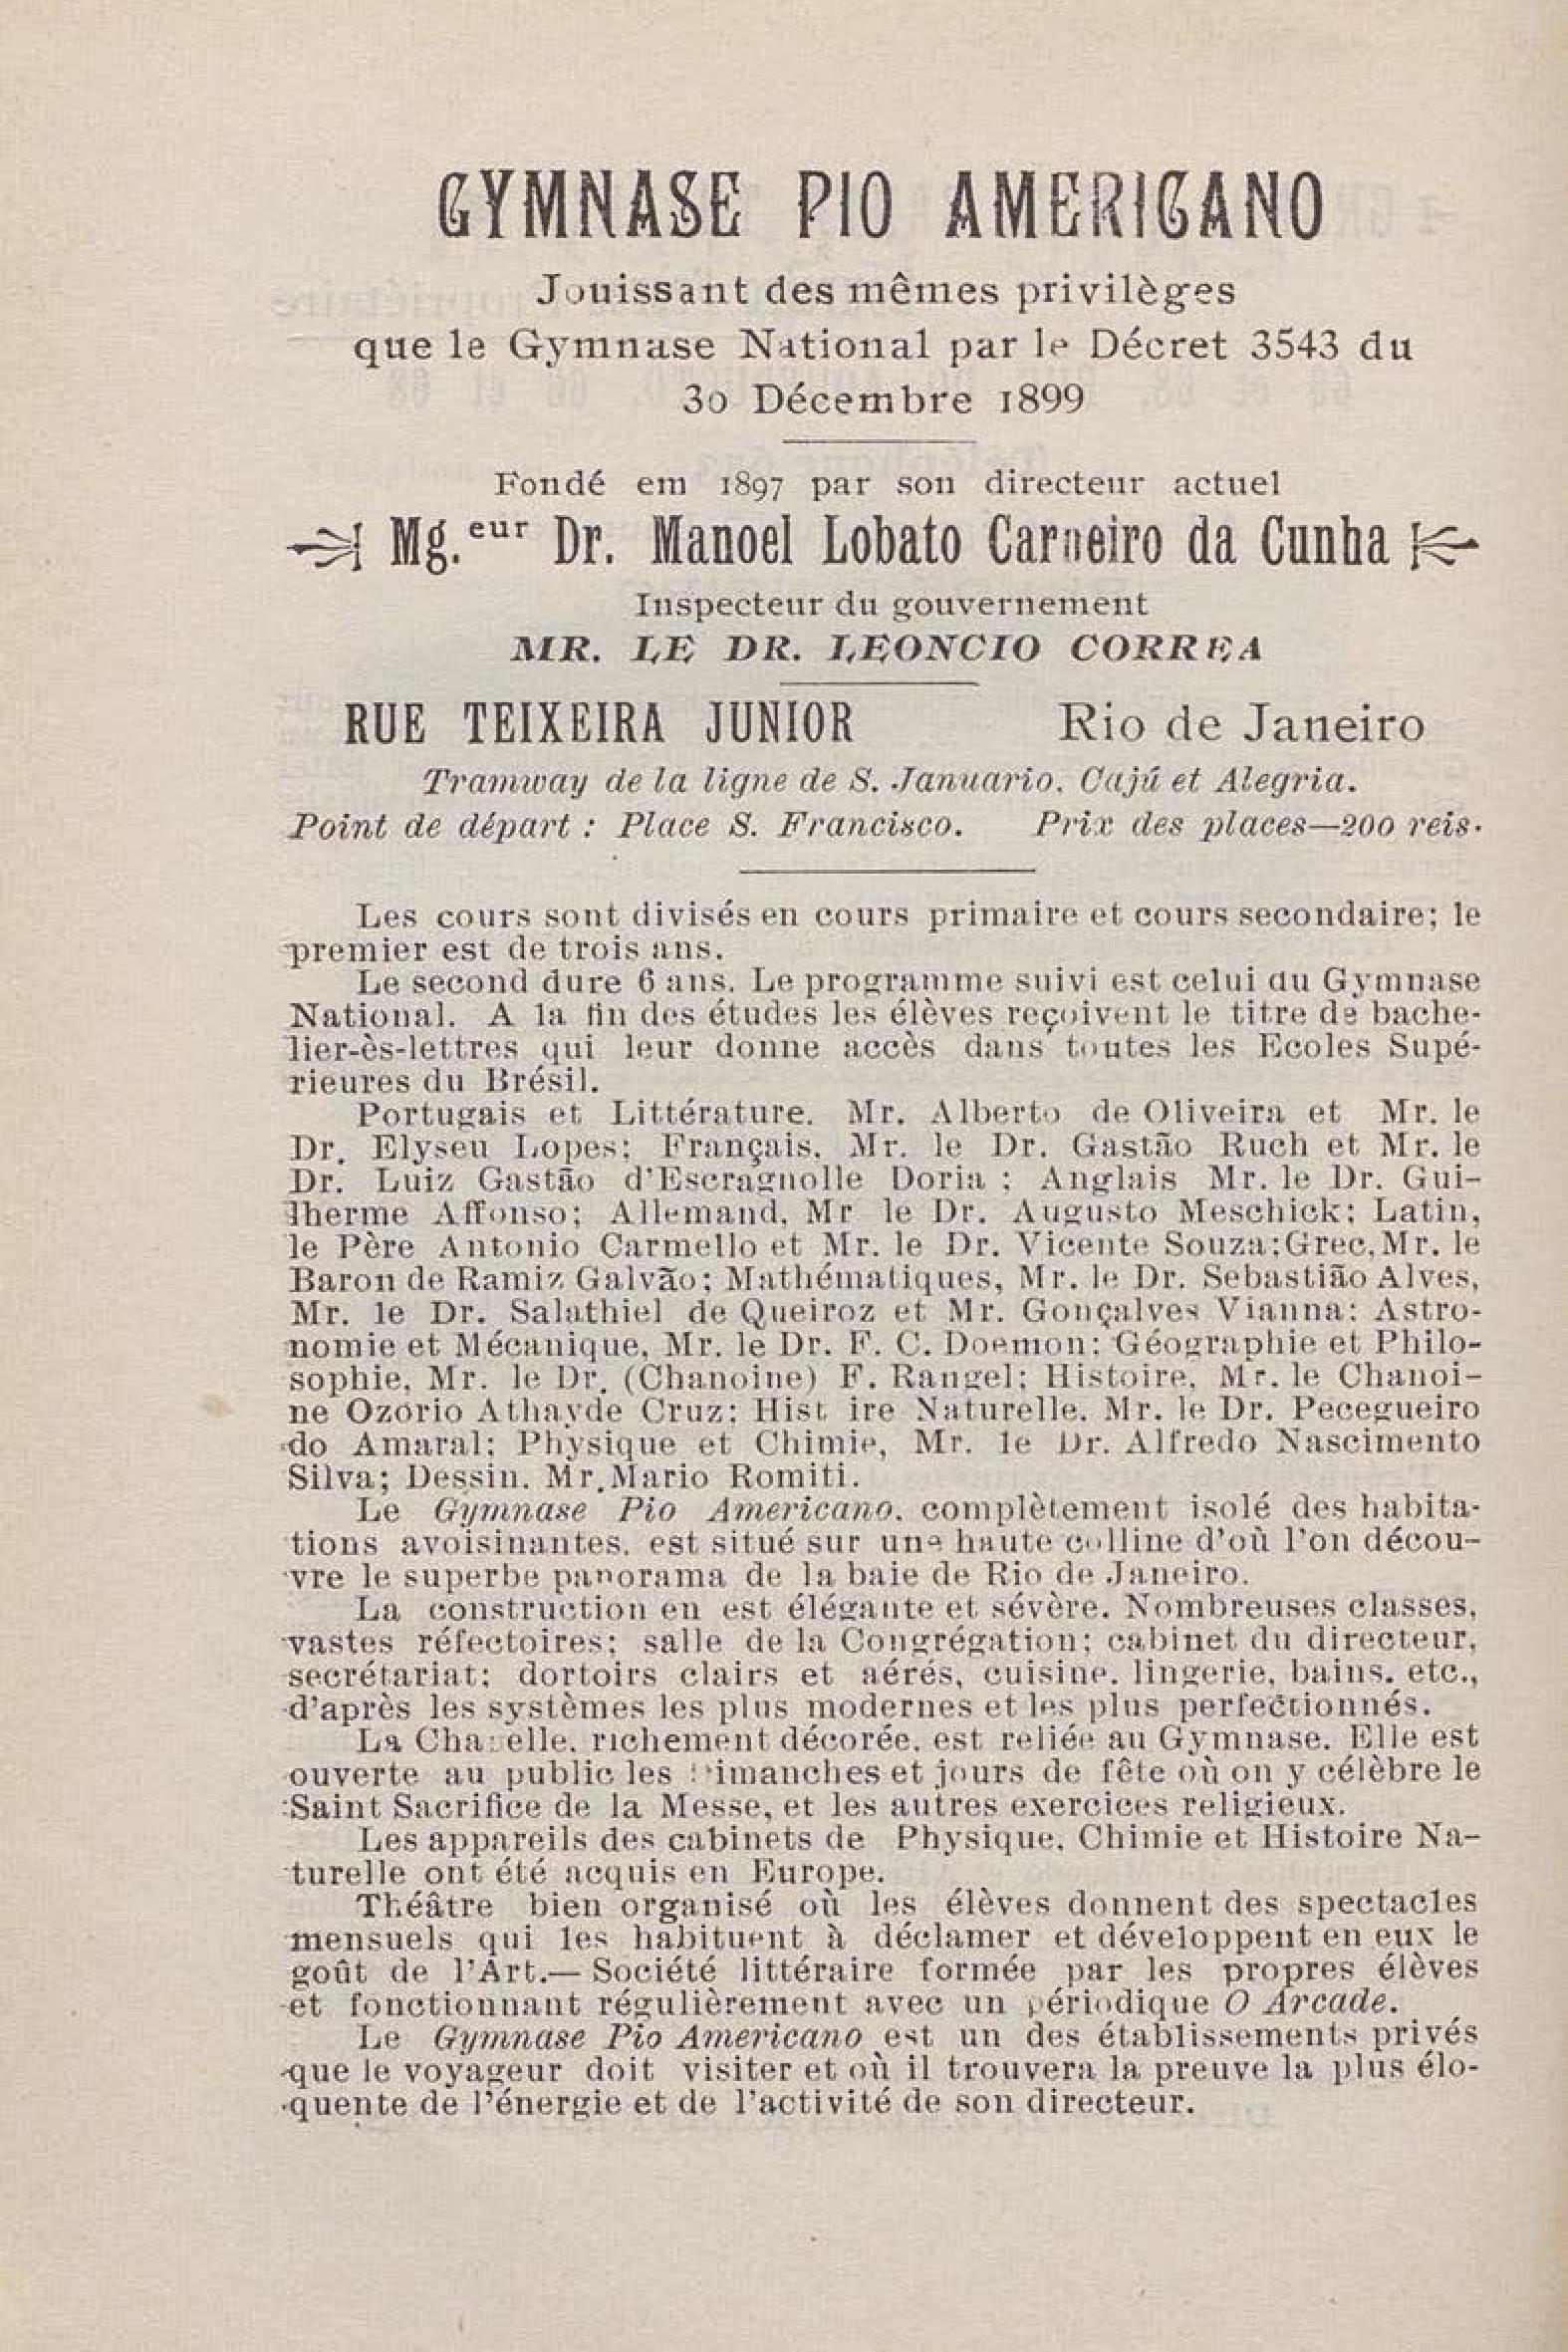 GYMNASE PIO AMERICANO
Jouissant des mêmes privilèges
que le Gymnase National par le Décret 3543 du
30 Décembre 1899
Fondé em 1897 par son directeur actuel
Mg.eur Dr. Manoel Lobato Carneiro da Cunha
Inspecteur du gouvernement
MR. LE DR. LEONCIO CORREA
RUE TEIXEIRA JUNIOR Rio de Janeiro
Tramway de la ligne de S. Januario, Cajú et Alegria.
Point de départ : Place S. Francisco. Prix des places—200 reis.
Les cours sont divisés en cours primaire et cours secondaire; le
premier est de trois ans.
Le second dure 6 ans. Le programme suivi est celui du Gymnase
National. A la fin des études les élèves reçoivent le titre de bache-
lier-ès-lettres qui leur donne accès dans toutes les Ecoles Supé-
rieures du Brésil.
Portugais et Littérature. Mr. Alberto de Oliveira et Mr. le
Dr. Elyseu Lopes; Français, Mr. le Dr. Gastão Ruch et Mr. le
Dr. Luiz Gastão d'Escragnolle Doria ; Anglais Mr. le Dr. Gui-
lherme Affonso; Allemand, Mr le Dr. Augusto Meschick; Latin,
le Père Antonio Carmello et Mr. le Dr. Vicente Souza; Grec, Mr. le
Baron de Ramiz Galvão; Mathématiques, Mr. le Dr. Sebastião Alves,
Mr. le Dr. Salathiel de Queiroz et Mr. Gonçalves Vianna; Astro-
nomie et Mécanique, Mr. le Dr. F. C. Doemon; Géographie et Philo-
sophie, Mr. le Dr. (Chanoine) F. Rangel; Histoire, Mr. le Chanoi-
ne Ozorio Athayde Cruz; Hist ire Naturelle. Mr. le Dr. Pecegueiro
do Amaral; Physique et Chimie, Mr. le Dr. Alfredo Nascimento
Silva; Dessin. Mr. Mario Romiti.
Le Gymnase Pio Americano, complètement isolé des habita-
tions avoisinantes, est situé sur une haute colline d'où l'on décou-
vre le superbe panorama de la baie de Rio de Janeiro.
La construction en est élégante et sévère. Nombreuses classes,
vastes réfectoires; salle de la Congrégation; cabinet du directeur,
secrétariat; dortoirs clairs et aérés, cuisine, lingerie, bains, etc.,
d'après les systèmes les plus modernes et les plus perfectionnés.
La Chapelle, richement décorée, est reliée au Gymnase. Elle est
ouverte au public les Dimanches et jours de fête où on y célèbre le
Saint Sacrifice de la Messe, et les autres exercices religieux.
Les appareils des cabinets de Physique, Chimie et Histoire Na-
turelle ont été acquis en Europe.
Théâtre bien organisé où les élèves donnent des spectacles
mensuels qui les habituent à déclamer et développent en eux le
goût de l'Art.— Société littéraire formée par les propres élèves
et fonctionnant régulièrement avec un périodique O Arcade.
Le Gymnase Pio Americano est un des établissements privés
que le voyageur doit visiter et où il trouvera la preuve la plus élo-
quente de l'énergie et de l'activité de son directeur.